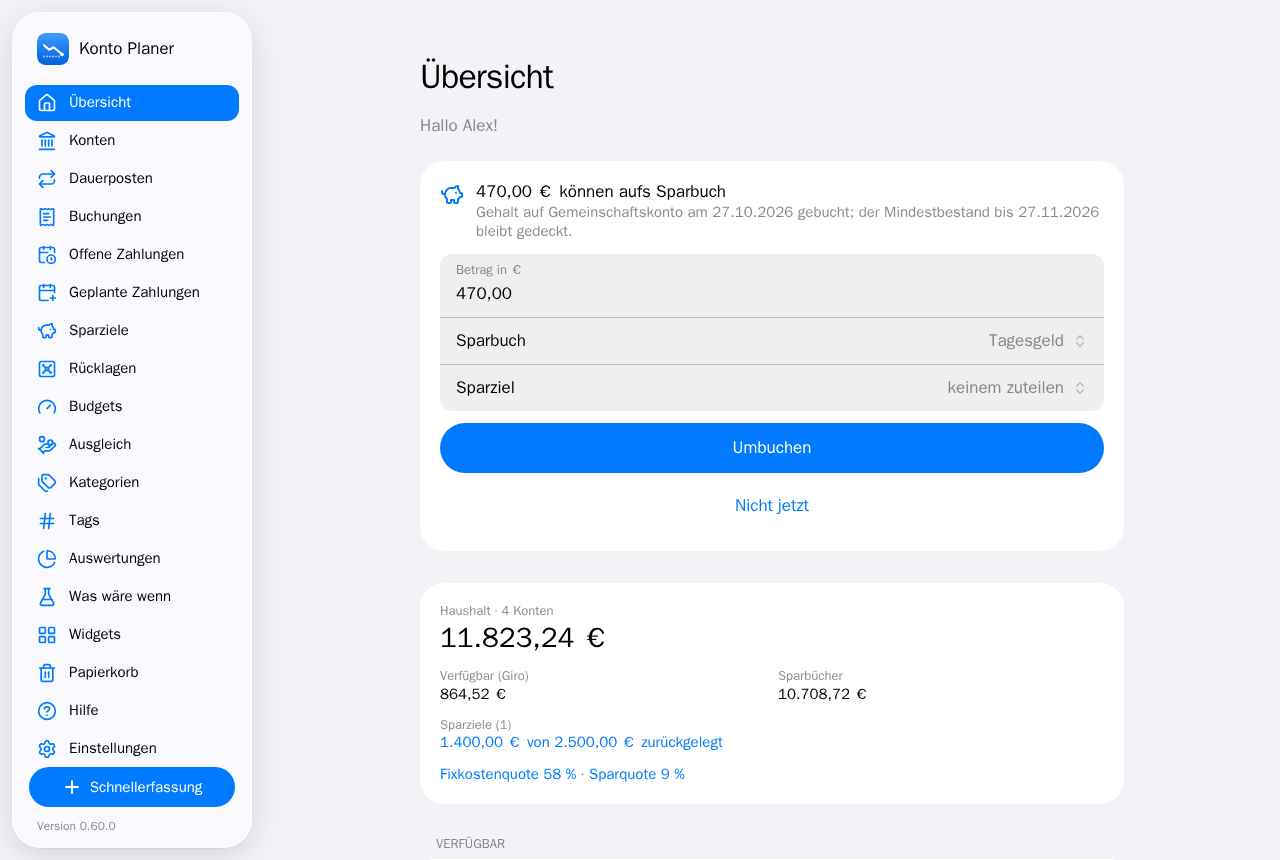 Konto Planer
Übersicht
Konten
Dauerposten
Buchungen
Offene Zahlungen
Geplante Zahlungen
Sparziele
Rücklagen
Budgets
Ausgleich
Kategorien
Tags
Auswertungen
Was wäre wenn
Widgets
Papierkorb
Hilfe
Einstellungen
Schnellerfassung
Version 0.60.0
Übersicht
Hallo Alex!
470,00 € können aufs Sparbuch
Gehalt auf Gemeinschaftskonto am 27.10.2026 gebucht; der Mindestbestand bis 27.11.2026
bleibt gedeckt.
Betrag in €
470,00
Sparbuch Tagesgeld
Sparziel keinem zuteilen
Umbuchen
Nicht jetzt
Haushalt · 4 Konten
11.823,24 €
Verfügbar (Giro) Sparbücher
864,52 € 10.708,72 €
Sparziele (1)
1.400,00 € von 2.500,00 € zurückgelegt
Fixkostenquote 58 % · Sparquote 9 %
VERFÜGBAR